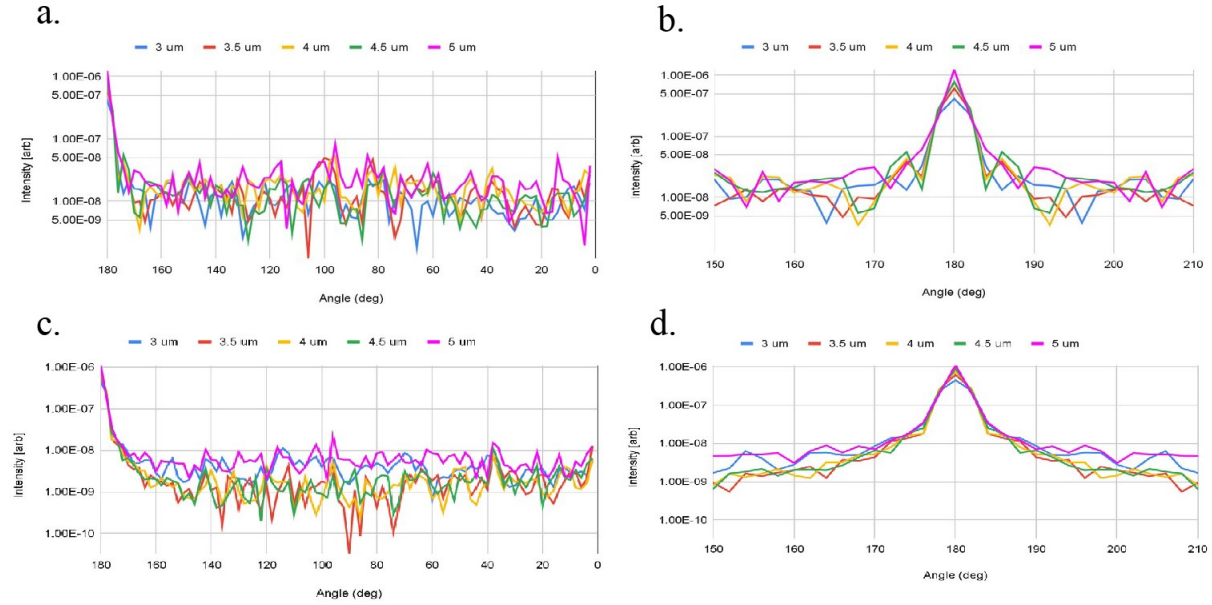 a.
3 um 3.5 um 4 um 4.5 um 5 um
1.00E-06
5.00E-07
1.00E-07
5.00E-08
1.00E-08
5.00E-09
Intensity [arb]
180 160 140 120 100 80 60 40 20 0
Angle (deg)
b.
3 um 3.5 um 4 um 4.5 um 5 um
1.00E-06
5.00E-07
1.00E-07
5.00E-08
1.00E-08
5.00E-09
Intensity [arb]
150 160 170 180 190 200 210
Angle (deg)
c.
3 um 3.5 um 4 um 4.5 um 5 um
1.00E-06
1.00E-07
1.00E-08
1.00E-09
1.00E-10
Intensity [arb]
180 160 140 120 100 80 60 40 20 0
Angle (deg)
d.
3 um 3.5 um 4 um 4.5 um 5 um
1.00E-06
1.00E-07
1.00E-08
1.00E-09
1.00E-10
Intensity [arb]
150 160 170 180 190 200 210
Angle (deg)